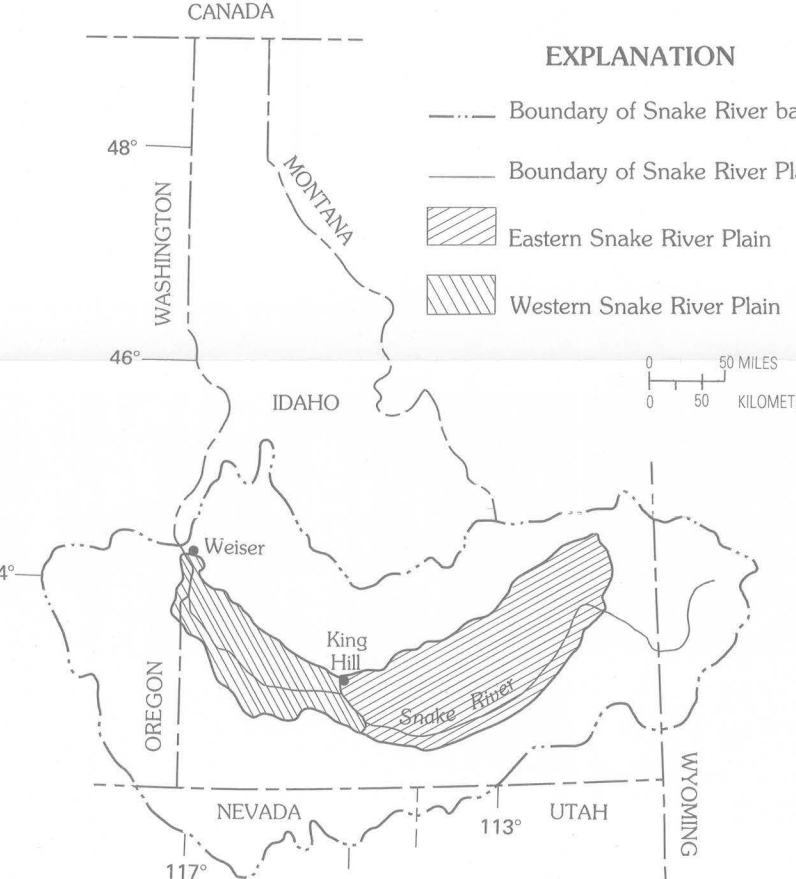 CANADA
EXPLANATION
Boundary of Snake River ba
Boundary of Snake River Pla
Eastern Snake River Plain
Western Snake River Plain
48°
WASHINGTON
MONTANA
46°
0 50 MILES
0 50 KILOMET
IDAHO
Weiser
4°
King
Hill
Snake River
OREGON
NEVADA
UTAH
WYOMING
113°
117°